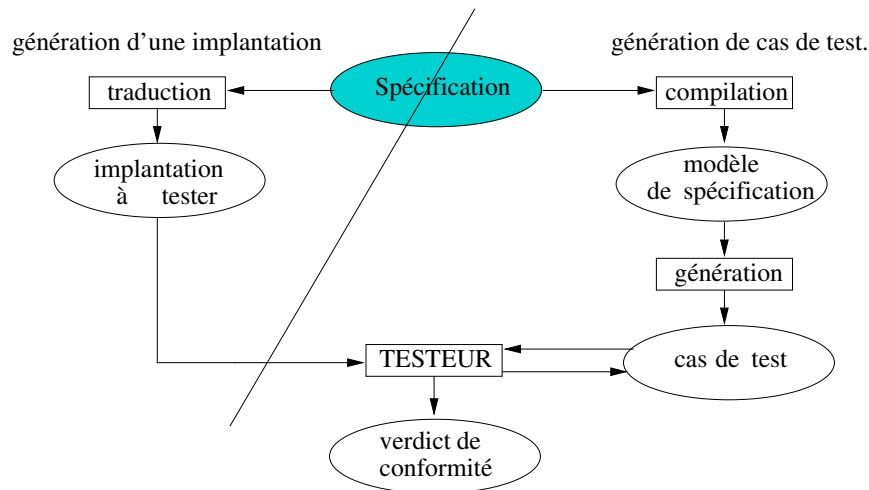 génération d'une implantation
génération de cas de test.
Spécification
traduction
compilation
implantation
à tester
modèle
de spécification
génération
TESTEUR
cas de test
verdict de
conformité